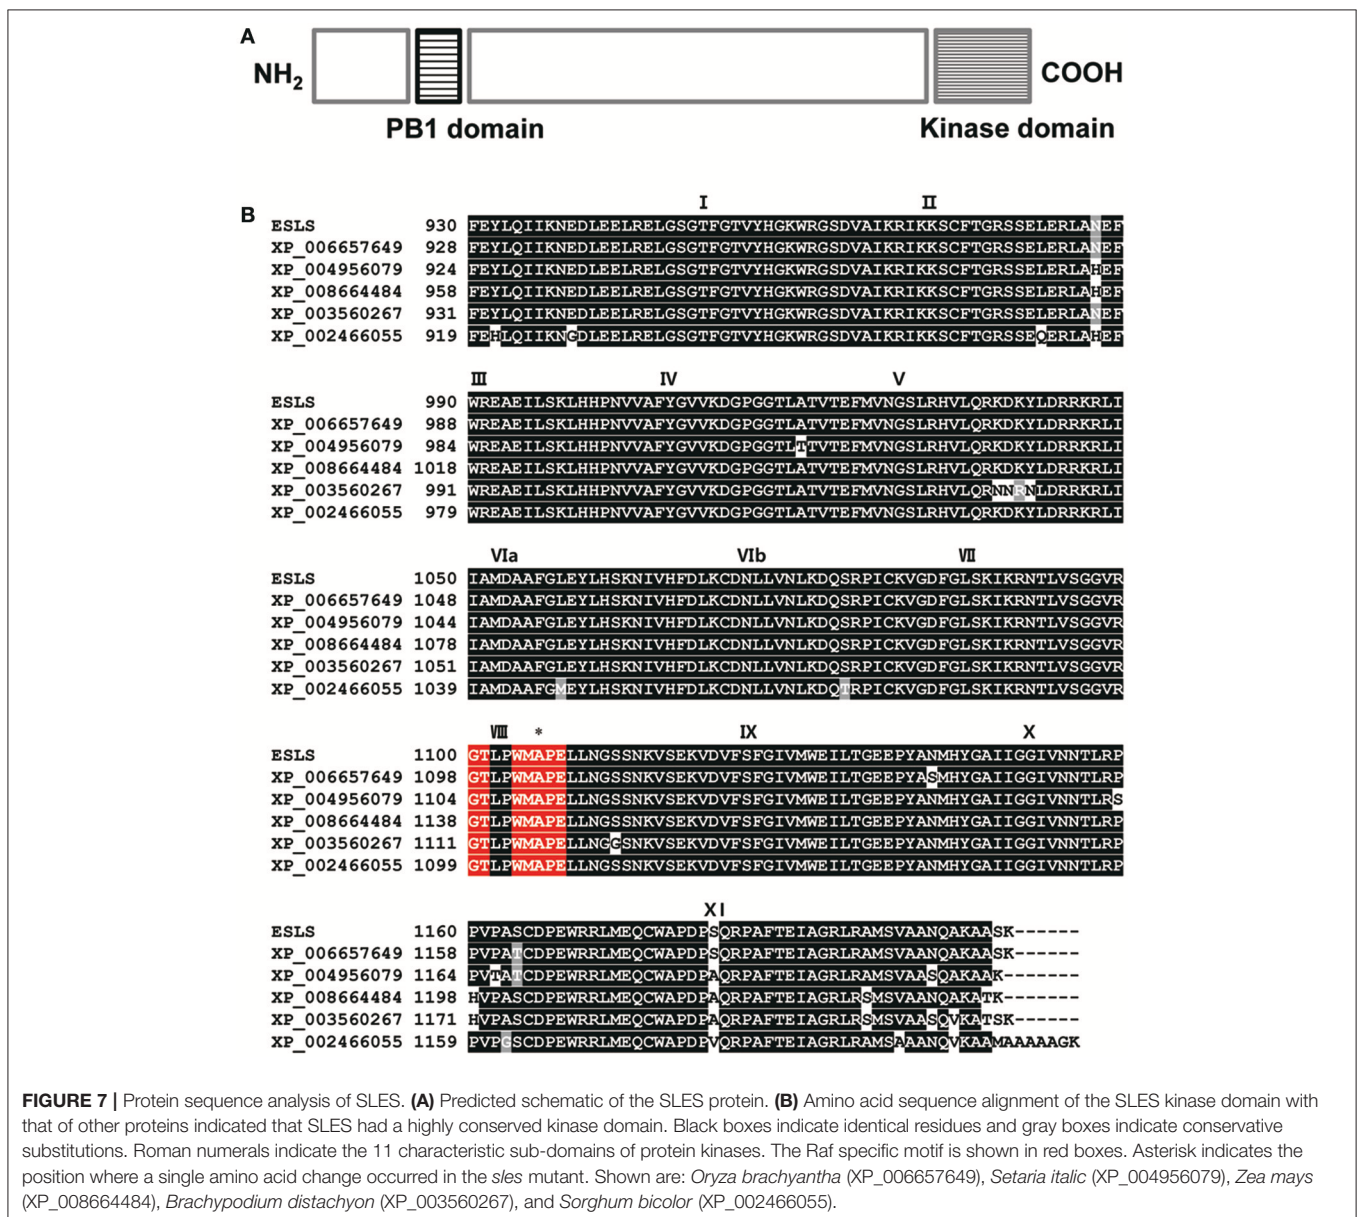 A
NH2
COOH
PB1 domain
Kinase domain
B
I II
ESLS 930 FEYLQIIKNEDLEELRELGSGTFGTVYHGKWRGSDVAIKRIKKSCFTGRSSELERLANEF
XP_006657649 928 FEYLQIIKNEDLEELRELGSGTFGTVYHGKWRGSDVAIKRIKKSCFTGRSSELERLANEF
XP_004956079 924 FEYLQIIKNEDLEELRELGSGTFGTVYHGKWRGSDVAIKRIKKSCFTGRSSELERLAHEF
XP_008664484 958 FEYLQIIKNEDLEELRELGSGTFGTVYHGKWRGSDVAIKRIKKSCFTGRSSELERLAHEF
XP_003560267 931 FEYLQIIKNEDLEELRELGSGTFGTVYHGKWRGSDVAIKRIKKSCFTGRSSELERLANEF
XP_002466055 919 FEHLQIIKNGDLEELRELGSGTFGTVYHGKWRGSDVAIKRIKKSCFTGRSSEQERLAHEF
III IV V
ESLS 990 WREAEILSKLHHPNVVAFYGVVKDGPGGTLATVTEFMVNGSLRHVLQRKDKYLDRRKRLI
XP_006657649 988 WREAEILSKLHHPNVVAFYGVVKDGPGGTLATVTEFMVNGSLRHVLQRKDKYLDRRKRLI
XP_004956079 984 WREAEILSKLHHPNVVAFYGVVKDGPGGTLTTVTEFMVNGSLRHVLQRKDKYLDRRKRLI
XP_008664484 1018 WREAEILSKLHHPNVVAFYGVVKDGPGGTLATVTEFMVNGSLRHVLQRKDKYLDRRKRLI
XP_003560267 991 WREAEILSKLHHPNVVAFYGVVKDGPGGTLATVTEFMVNGSLRHVLQRNNRNLDRRKRLI
XP_002466055 979 WREAEILSKLHHPNVVAFYGVVKDGPGGTLATVTEFMVNGSLRHVLQRKDKYLDRRKRLI
VIa VIb VII
ESLS 1050 IAMDAAFGLEYLHSKNIVHFDLKCDNLLVNLKDQSRPICKVGDFGLSKIKRNTLVSGGVR
XP_006657649 1048 IAMDAAFGLEYLHSKNIVHFDLKCDNLLVNLKDQSRPICKVGDFGLSKIKRNTLVSGGVR
XP_004956079 1044 IAMDAAFGLEYLHSKNIVHFDLKCDNLLVNLKDQSRPICKVGDFGLSKIKRNTLVSGGVR
XP_008664484 1078 IAMDAAFGLEYLHSKNIVHFDLKCDNLLVNLKDQSRPICKVGDFGLSKIKRNTLVSGGVR
XP_003560267 1051 IAMDAAFGLEYLHSKNIVHFDLKCDNLLVNLKDQSRPICKVGDFGLSKIKRNTLVSGGVR
XP_002466055 1039 IAMDAAFGMEYLHSKNIVHFDLKCDNLLVNLKDQTRPICKVGDFGLSKIKRNTLVSGGVR
VIII * IX X
ESLS 1100 GTLPWMAPELLNGSSNKVSEKVDVFSFGIVMWEILTGEEPYANMHYGAIIGGIVNNTLRP
XP_006657649 1098 GTLPWMAPELLNGSSNKVSEKVDVFSFGIVMWEILTGEEPYASMHYGAIIGGIVNNTLRP
XP_004956079 1104 GTLPWMAPELLNGSSNKVSEKVDVFSFGIVMWEILTGEEPYANMHYGAIIGGIVNNTLRS
XP_008664484 1138 GTLPWMAPELLNGSSNKVSEKVDVFSFGIVMWEILTGEEPYANMHYGAIIGGIVNNTLRP
XP_003560267 1111 GTLPWMAPELLNGGSNKVSEKVDVFSFGIVMWEILTGEEPYANMHYGAIIGGIVNNTLRP
XP_002466055 1099 GTLPWMAPELLNGSSNKVSEKVDVFSFGIVMWEILTGEEPYANMHYGAIIGGIVNNTLRP
XI
ESLS 1160 PVPASCDPEWRRLMEQCWAPDPSQRPAFTEIAGRLRAMSVAANQAKAASK------
XP_006657649 1158 PVPATCDPEWRRLMEQCWAPDPSQRPAFTEIAGRLRAMSVAANQAKAASK------
XP_004956079 1164 PVTATCDPEWRRLMEQCWAPDPAQRPAFTEIAGRLRAMSVAASQAKAAK-------
XP_008664484 1198 HVPASCDPEWRRLMEQCWAPDPAQRPAFTEIAGRLRSMSVAANQAKATK-------
XP_003560267 1171 HVPASCDPEWRRLMEQCWAPDPAQRPAFTEIAGRLRSMSVAASQVKATSK------
XP_002466055 1159 PVPGSCDPEWRRLMEQCWAPDPVQRPAFTEIAGRLRAMSAAANQVKAAMAAAAAGK
FIGURE 7 | Protein sequence analysis of SLES. (A) Predicted schematic of the SLES protein. (B) Amino acid sequence alignment of the SLES kinase domain with
that of other proteins indicated that SLES had a highly conserved kinase domain. Black boxes indicate identical residues and gray boxes indicate conservative
substitutions. Roman numerals indicate the 11 characteristic sub-domains of protein kinases. The Raf specific motif is shown in red boxes. Asterisk indicates the
position where a single amino acid change occurred in the sles mutant. Shown are: Oryza brachyantha (XP_006657649), Setaria italic (XP_004956079), Zea mays
(XP_008664484), Brachypodium distachyon (XP_003560267), and Sorghum bicolor (XP_002466055).